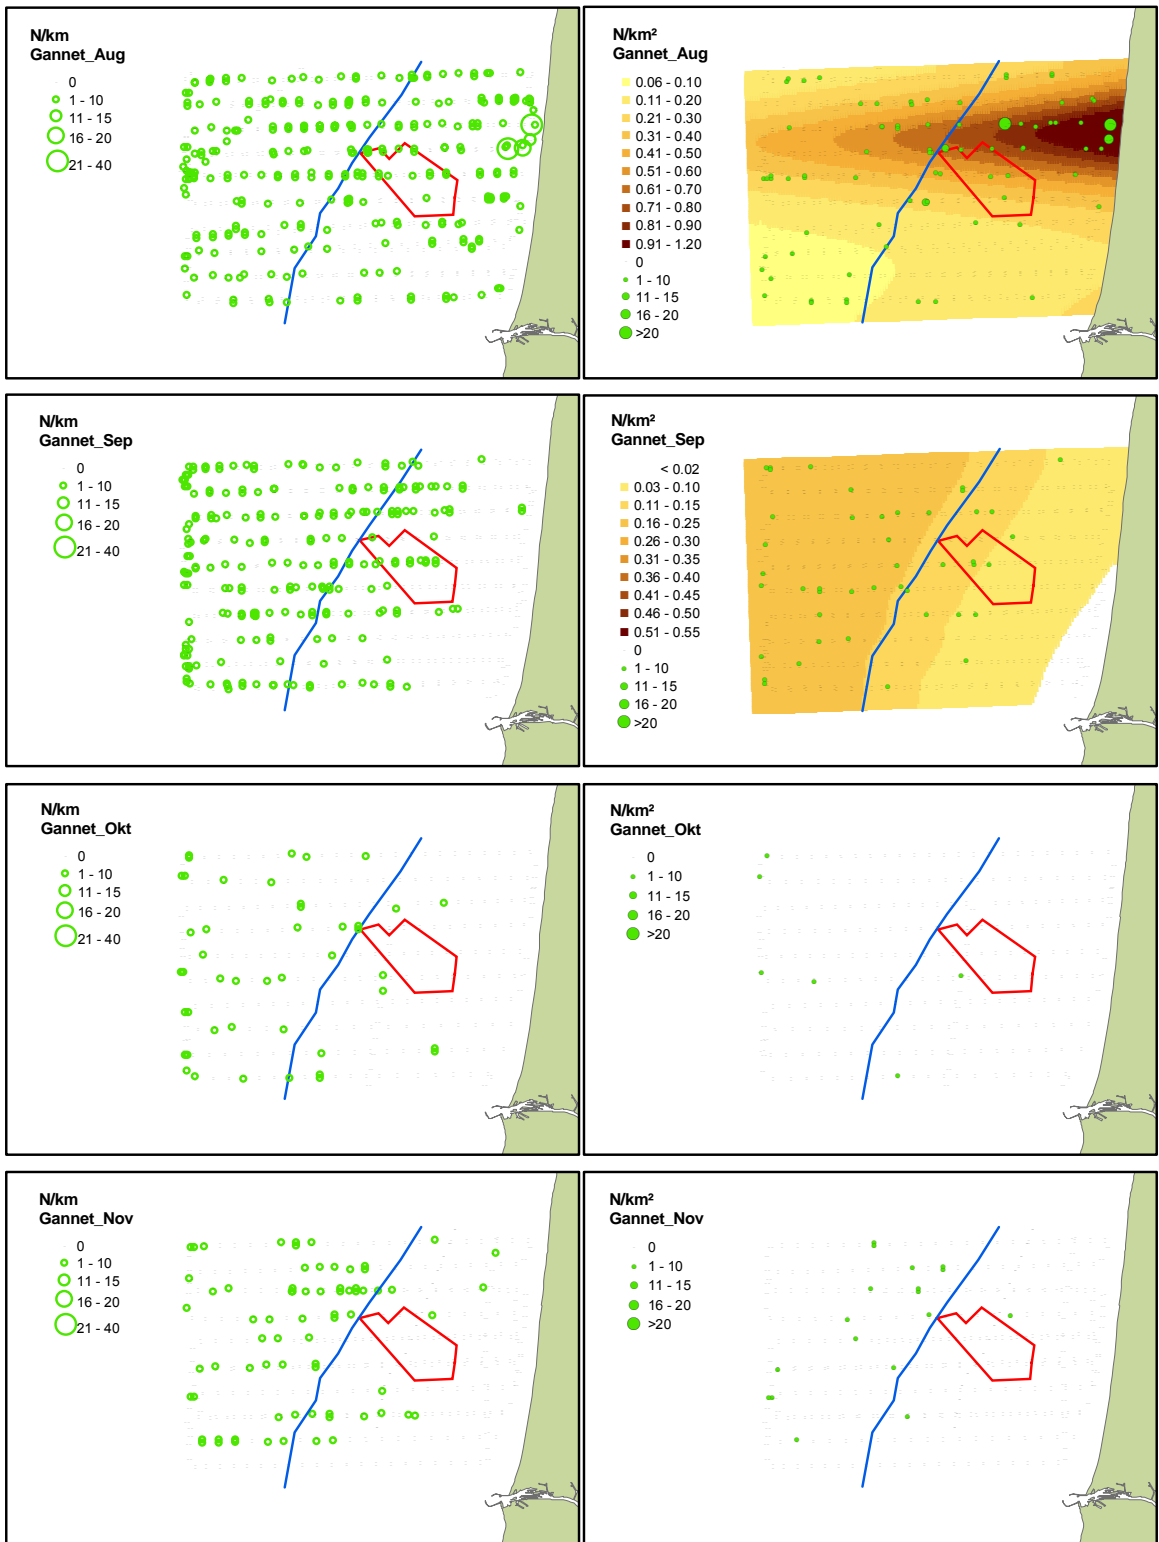 N/km
Gannet_Aug
0
1 - 10
11 - 15
16 - 20
21 - 40
N/km²
Gannet_Aug
0.06 - 0.10
0.11 - 0.20
0.21 - 0.30
0.31 - 0.40
0.41 - 0.50
0.51 - 0.60
0.61 - 0.70
0.71 - 0.80
0.81 - 0.90
0.91 - 1.20
0
1 - 10
11 - 15
16 - 20
>20
N/km
Gannet_Sep
0
1 - 10
11 - 15
16 - 20
21 - 40
N/km²
Gannet_Sep
< 0.02
0.03 - 0.10
0.11 - 0.15
0.16 - 0.25
0.26 - 0.30
0.31 - 0.35
0.36 - 0.40
0.41 - 0.45
0.46 - 0.50
0.51 - 0.55
0
1 - 10
11 - 15
16 - 20
>20
N/km
Gannet_Okt
0
1 - 10
11 - 15
16 - 20
21 - 40
N/km²
Gannet_Okt
0
1 - 10
11 - 15
16 - 20
>20
N/km
Gannet_Nov
0
1 - 10
11 - 15
16 - 20
21 - 40
N/km²
Gannet_Nov
0
1 - 10
11 - 15
16 - 20
>20